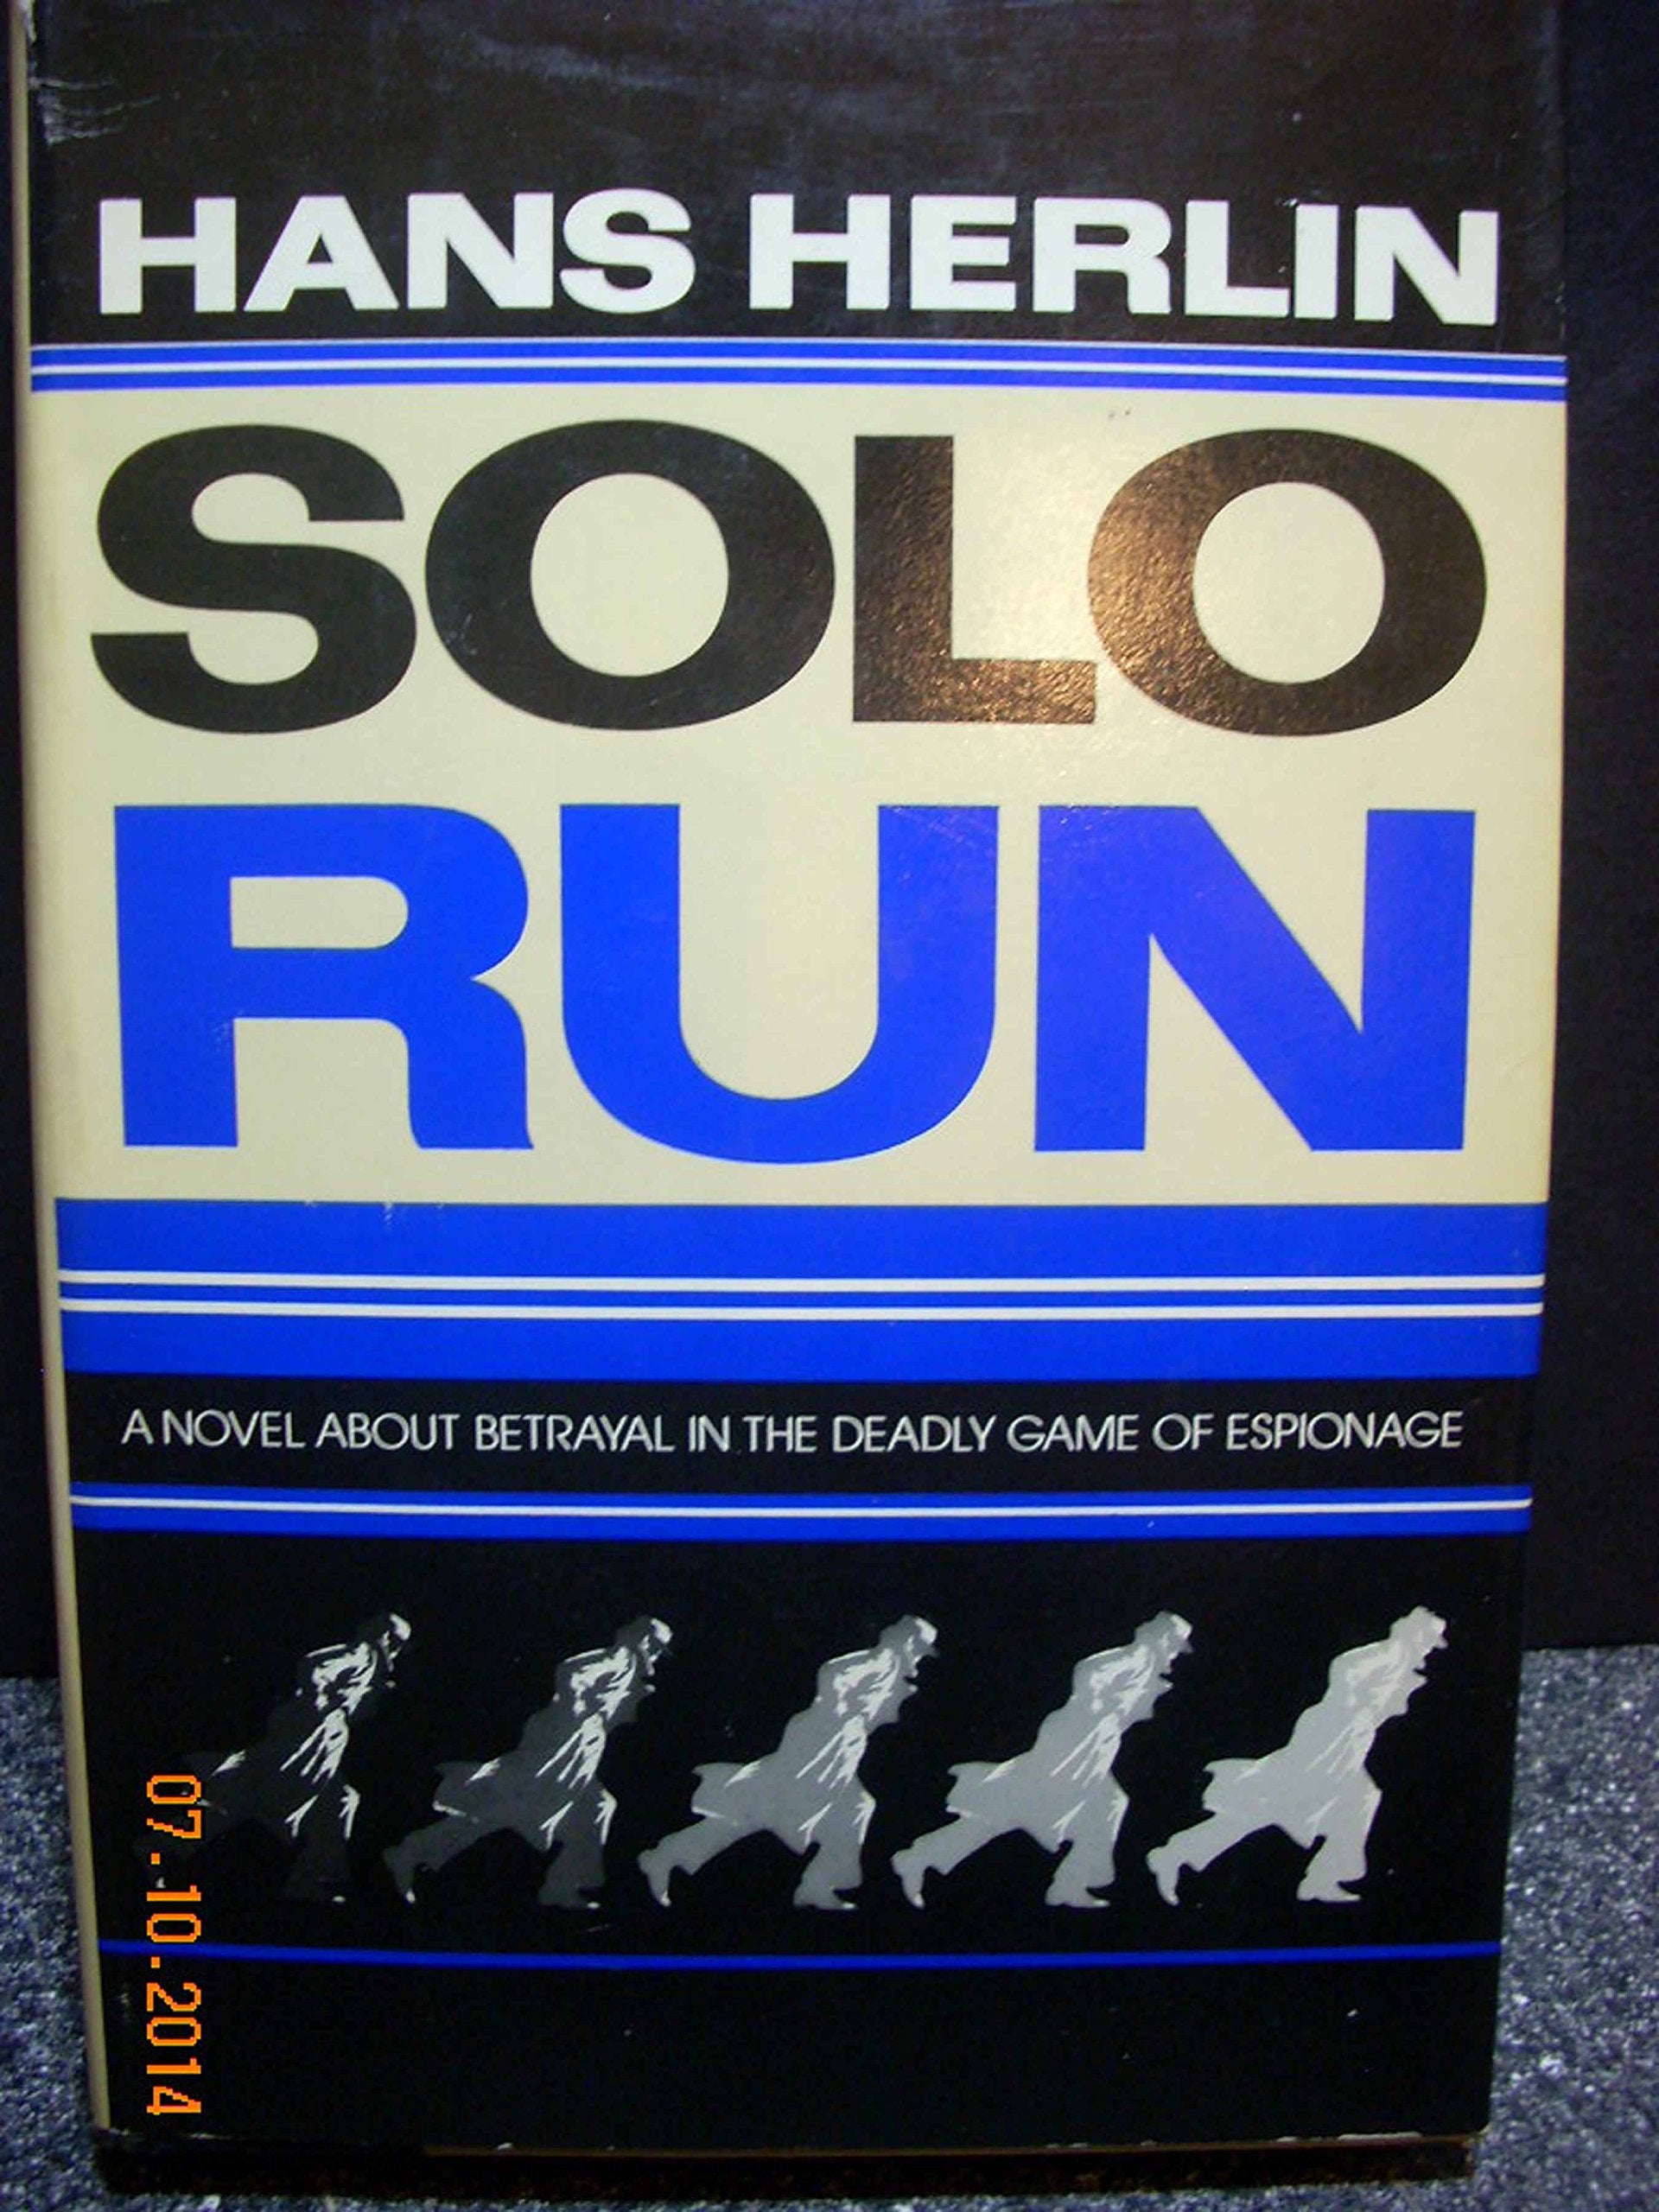 HANS HERLIN
SOLO
RUN
A NOVEL ABOUT BETRAYAL IN THE DEADLY GAME OF ESPIONAGE
07.10.2014